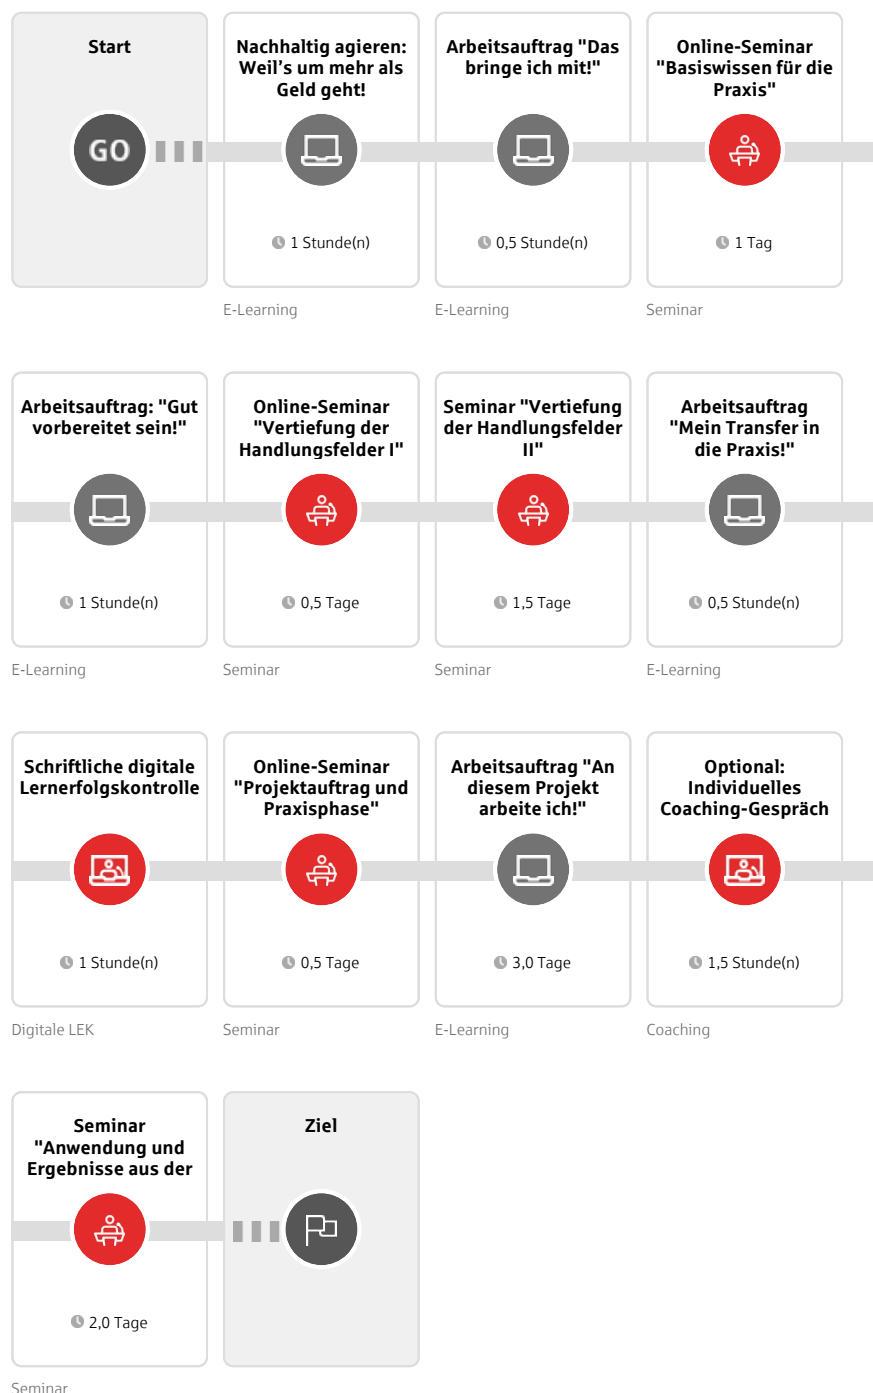 Start
GO
Nachhaltig agieren:
Weil's um mehr als
Geld geht!
1 Stunde(n)
E-Learning
Arbeitsauftrag "Das
bringe ich mit!"
0,5 Stunde(n)
E-Learning
Online-Seminar
"Basiswissen für die
Praxis"
1 Tag
Seminar
Arbeitsauftrag: "Gut
vorbereitet sein!"
1 Stunde(n)
E-Learning
Online-Seminar
"Vertiefung der
Handlungsfelder I"
0,5 Tage
Seminar
Seminar "Vertiefung
der Handlungsfelder
II"
1,5 Tage
Seminar
Arbeitsauftrag
"Mein Transfer in
die Praxis!"
0,5 Stunde(n)
E-Learning
Schriftliche digitale
Lernerfolgskontrolle
1 Stunde(n)
Digitale LEK
Online-Seminar
"Projektauftrag und
Praxisphase"
0,5 Tage
Seminar
Arbeitsauftrag "An
diesem Projekt
arbeite ich!"
3,0 Tage
E-Learning
Optional:
Individuelles
Coaching-Gespräch
1,5 Stunde(n)
Coaching
Seminar
"Anwendung und
Ergebnisse aus der
2,0 Tage
Seminar
Ziel